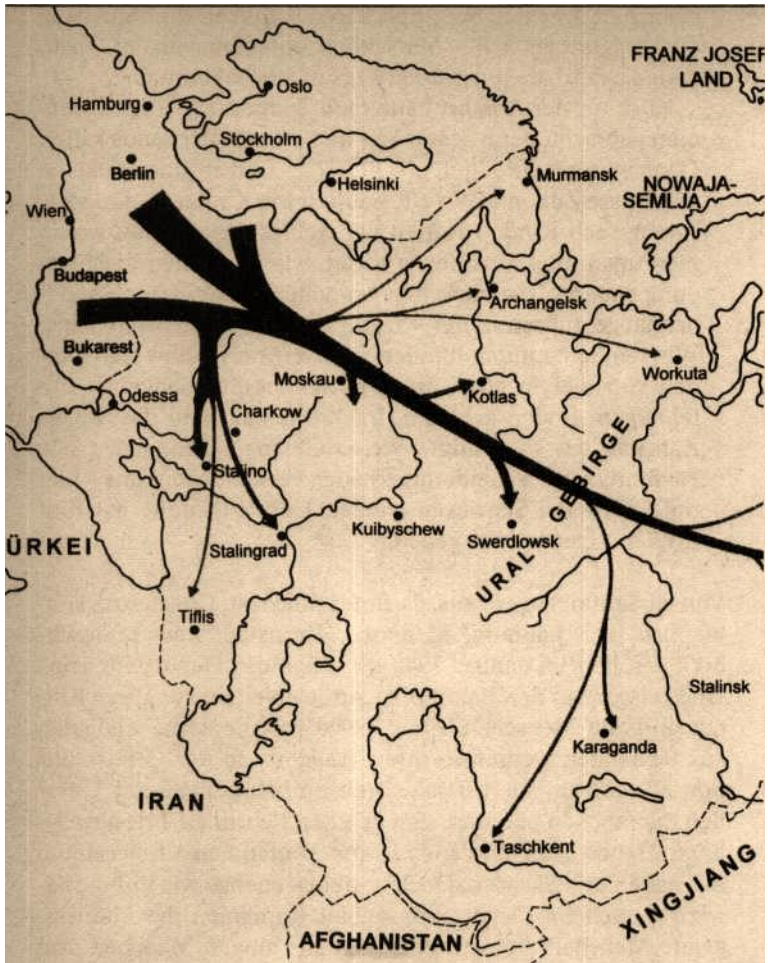 FRANZ JOSEF
LAND
Oslo
Hamburg
Stockholm
Berlin
Helsinki
Murmansk
NOWAJA-
SEMLJA
Wien
Budapest
Archangelsk
Bukarest
Workuta
Moskau
Kotlas
Odessa
Charkow
Stalino
Kuibyschew
Swerdlowsk
URAL GEBIRGE
ÜRKEI
Stalingrad
Tiflis
Stalinsk
Karaganda
IRAN
Taschkent
XINGJIANG
AFGHANISTAN